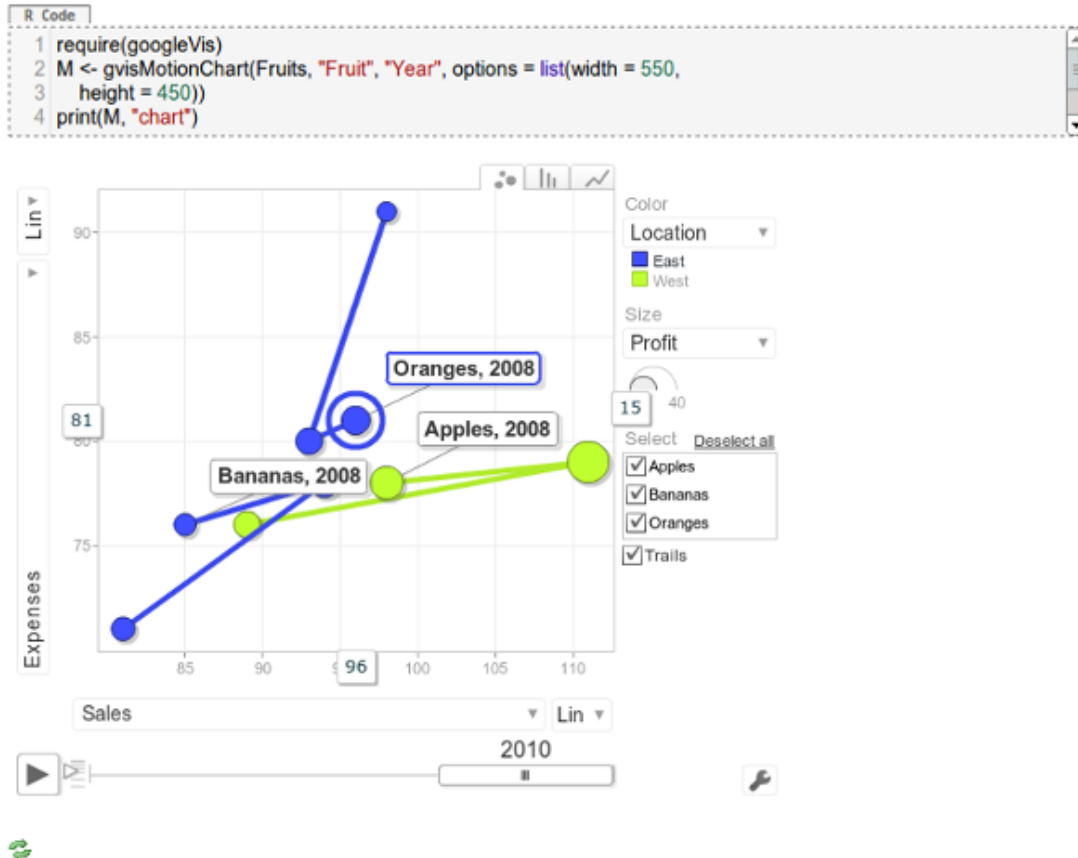 R Code
1 require(googleVis)
2 M <- gvisMotionChart(Fruits, "Fruit", "Year", options = list(width = 550,
3 height = 450))
4 print(M, "chart")
Lin
Color
Location
East
West
Size
Profit
15
40
Select Deselect all
Apples
Bananas
Oranges
Trails
90
85
81
80
75
Oranges, 2008
Apples, 2008
Bananas, 2008
Expenses
85 90 96 100 105 110
Sales
Lin
2010